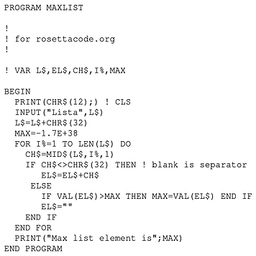 PROGRAM MAXLIST
!
! for rosettacode.org
!
! VAR L$,EL$,CH$,I%,MAX
BEGIN
PRINT(CHR$(12);) ! CLS
INPUT("Lista",L$)
L$=L$+CHR$(32)
MAX=-1.7E+38
FOR I%=1 TO LEN(L$) DO
CH$=MID$(L$,I%,1)
IF CH$<>CHR$(32) THEN ! blank is separator
EL$=EL$+CH$
ELSE
IF VAL(EL$)>MAX THEN MAX=VAL(EL$) END IF
EL$=""
END IF
END FOR
PRINT("Max list element is";MAX)
END PROGRAM